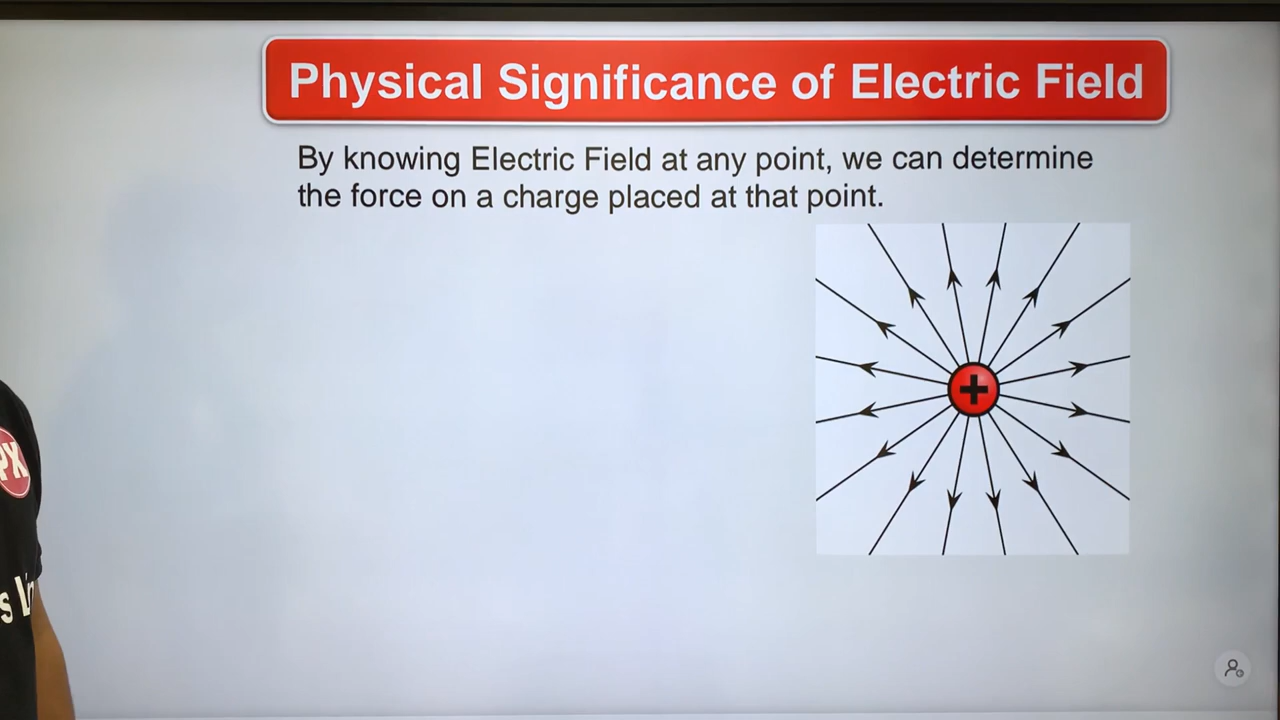 Physical Significance of Electric Field
By knowing Electric Field at any point, we can determine
the force on a charge placed at that point.
+
PX